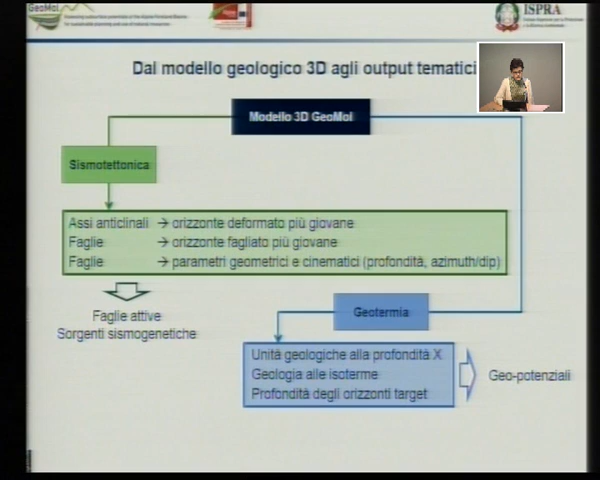 GeoMol
ISPRA
Dal modello geologico 3D agli output tematici
Modello 3D GeoMol
Sismotettonica
Assi anticlinali → orizzonte deformato più giovane
Faglie → orizzonte fagliato più giovane
Faglie → parametri geometrici e cinematici (profondità, azimuth/dip)
Faglie attive
Sorgenti sismogenetiche
Geotermia
Unità geologiche alla profondità X
Geologia alle isoterme
Profondità degli orizzonti target
Geo-potenziali